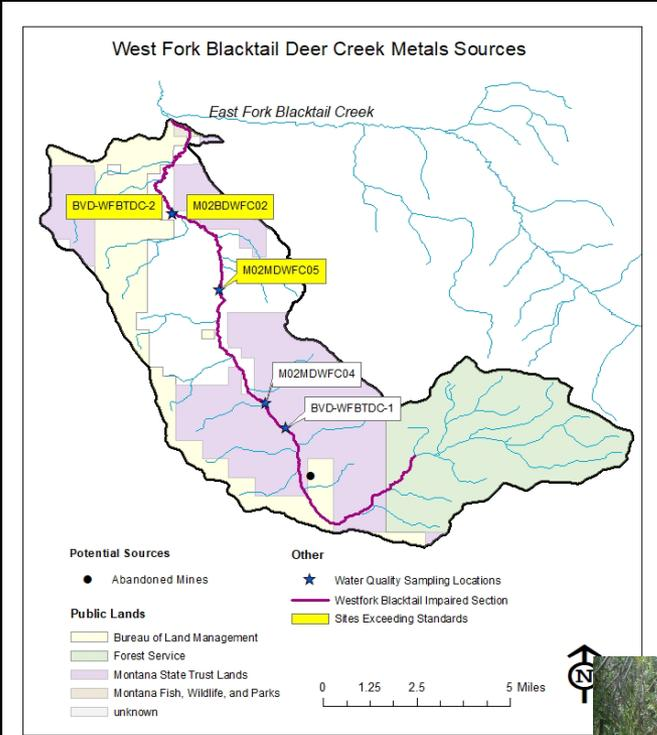 West Fork Blacktail Deer Creek Metals Sources
East Fork Blacktail Creek
BVD-WFBTDC-2
M02BDWFC02
M02MDWFC05
M02MDWFC04
BVD-WFBTDC-1
Potential Sources
Abandoned Mines
Public Lands
Bureau of Land Management
Forest Service
Montana State Trust Lands
Montana Fish, Wildlife, and Parks
unknown
Other
Water Quality Sampling Locations
Westfork Blacktail Impaired Section
Sites Exceeding Standards
0 1.25 2.5 5 Miles
N